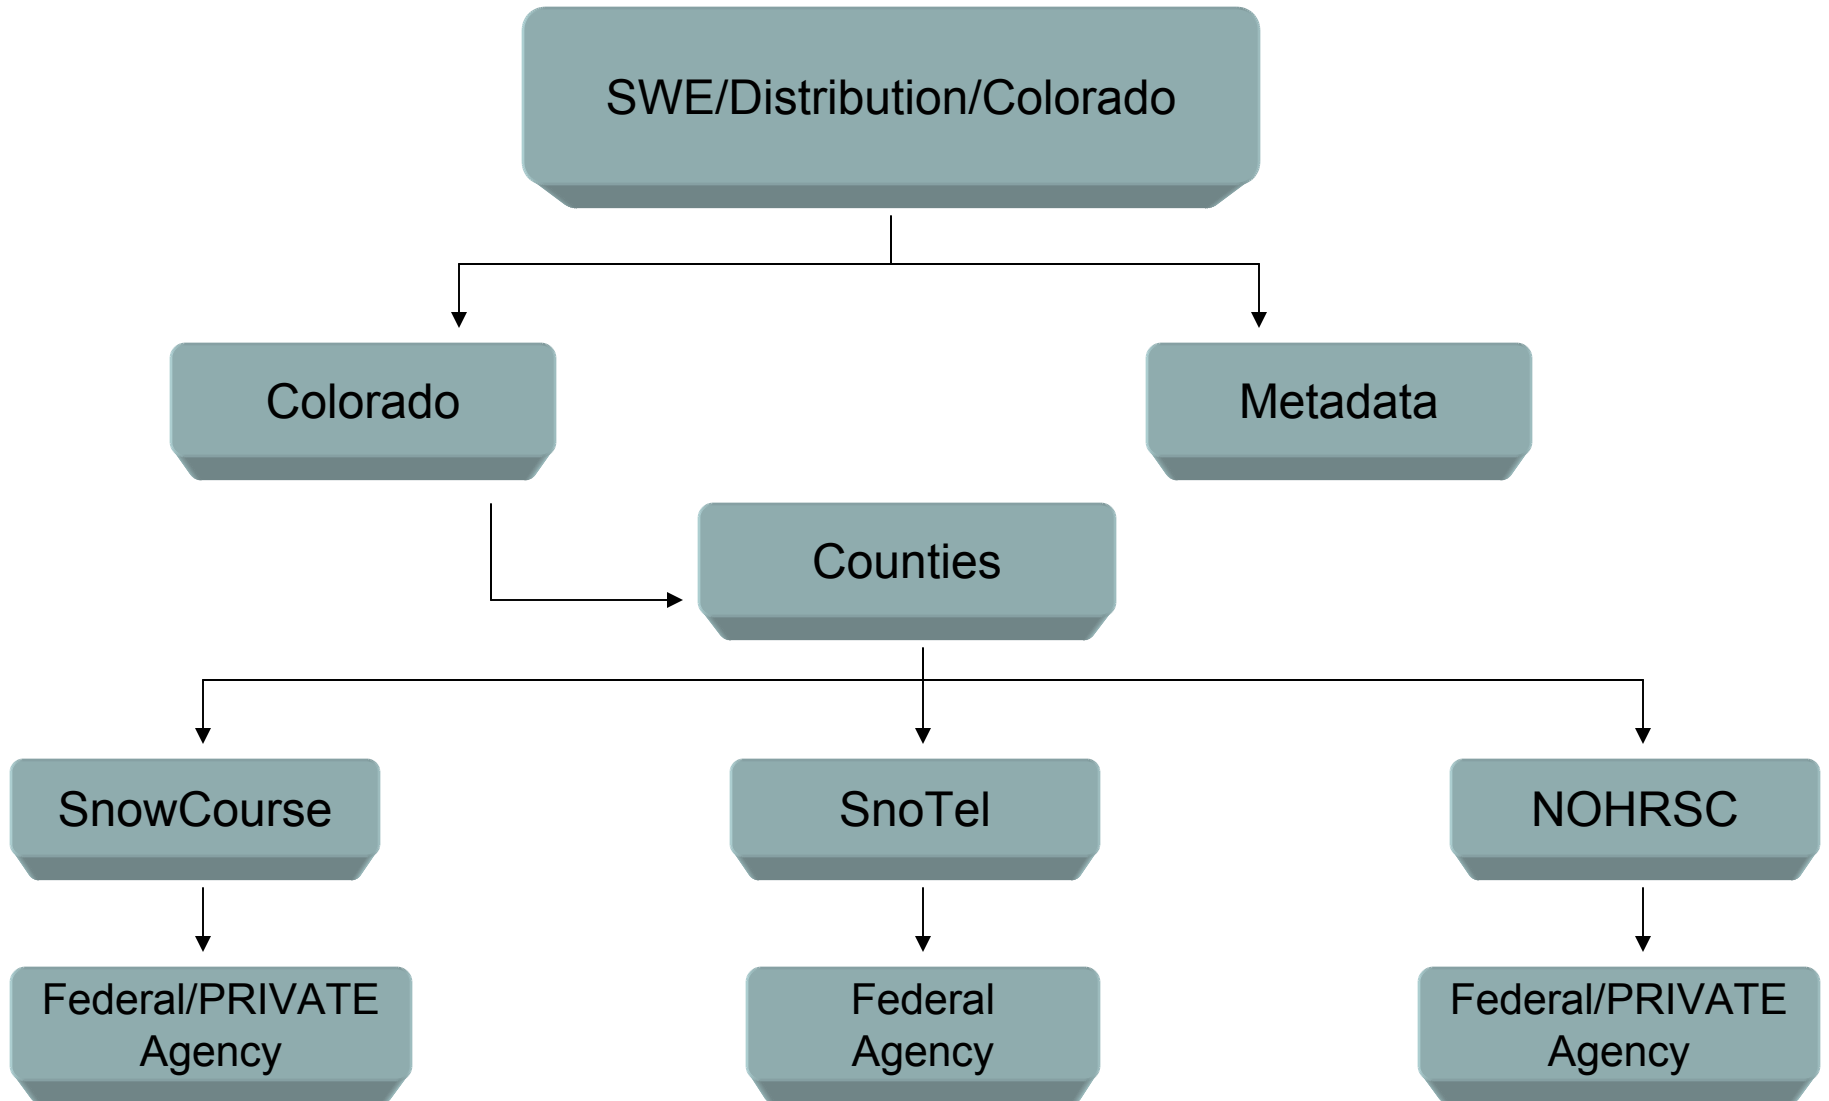 SWE/Distribution/Colorado
Colorado
Metadata
Counties
SnowCourse
SnoTel
NOHRSC
Federal/PRIVATE
Agency
Federal
Agency
Federal/PRIVATE
Agency